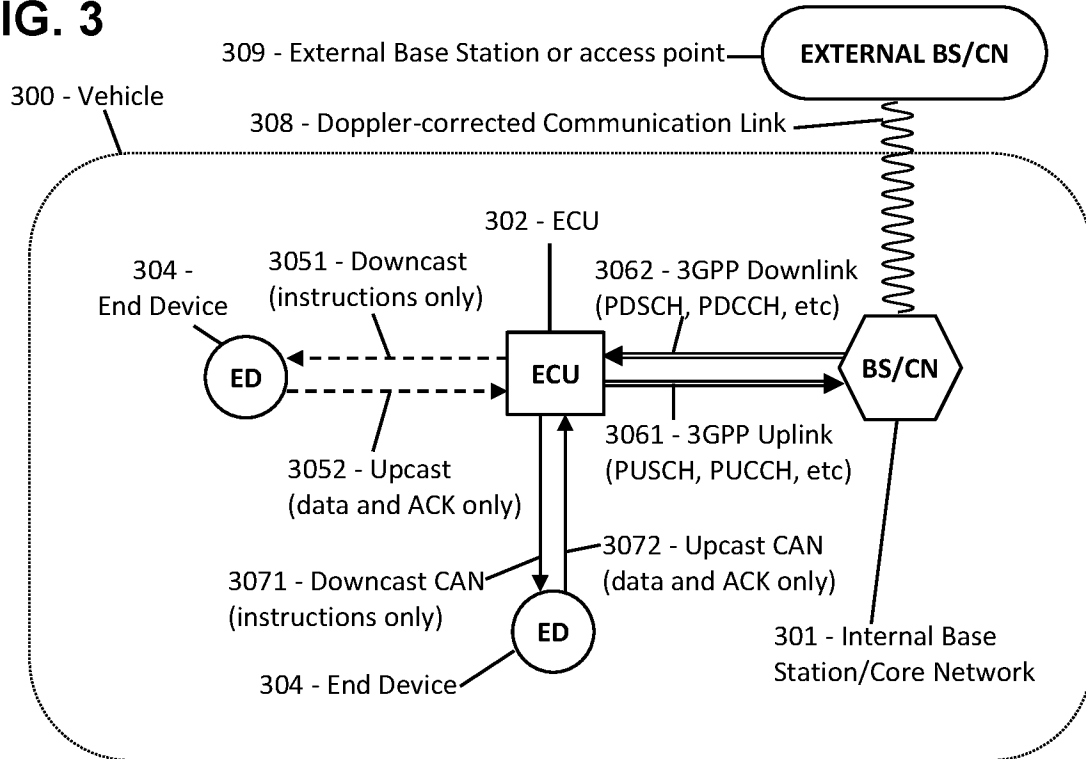 IG. 3
309 - External Base Station or access point
EXTERNAL BS/CN
300 - Vehicle
308 - Doppler-corrected Communication Link
302 - ECU
304 -
End Device
3051 - Downcast
(instructions only)
3062 - 3GPP Downlink
(PDSCH, PDCCH, etc)
ED
ECU
BS/CN
3052 - Upcast
(data and ACK only)
3061 - 3GPP Uplink
(PUSCH, PUCCH, etc)
3071 - Downcast CAN
(instructions only)
3072 - Upcast CAN
(data and ACK only)
ED
304 - End Device
301 - Internal Base
Station/Core Network